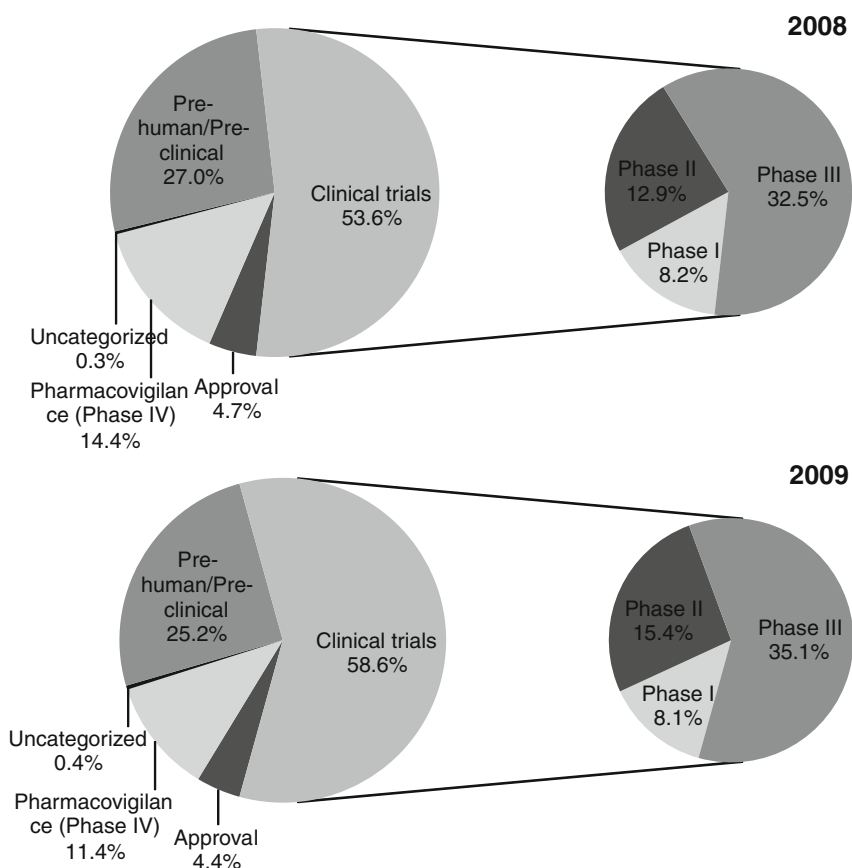 2008
Pre-
human/Pre-
clinical
27.0%
Clinical trials
53.6%
Phase II
12.9%
Phase III
32.5%
Phase I
8.2%
Uncategorized
0.3%
Pharmacovigilan
ce (Phase IV)
14.4%
Approval
4.7%
2009
Pre-
human/Pre-
clinical
25.2%
Clinical trials
58.6%
Phase II
15.4%
Phase III
35.1%
Phase I
8.1%
Uncategorized
0.4%
Pharmacovigilan
ce (Phase IV)
11.4%
Approval
4.4%